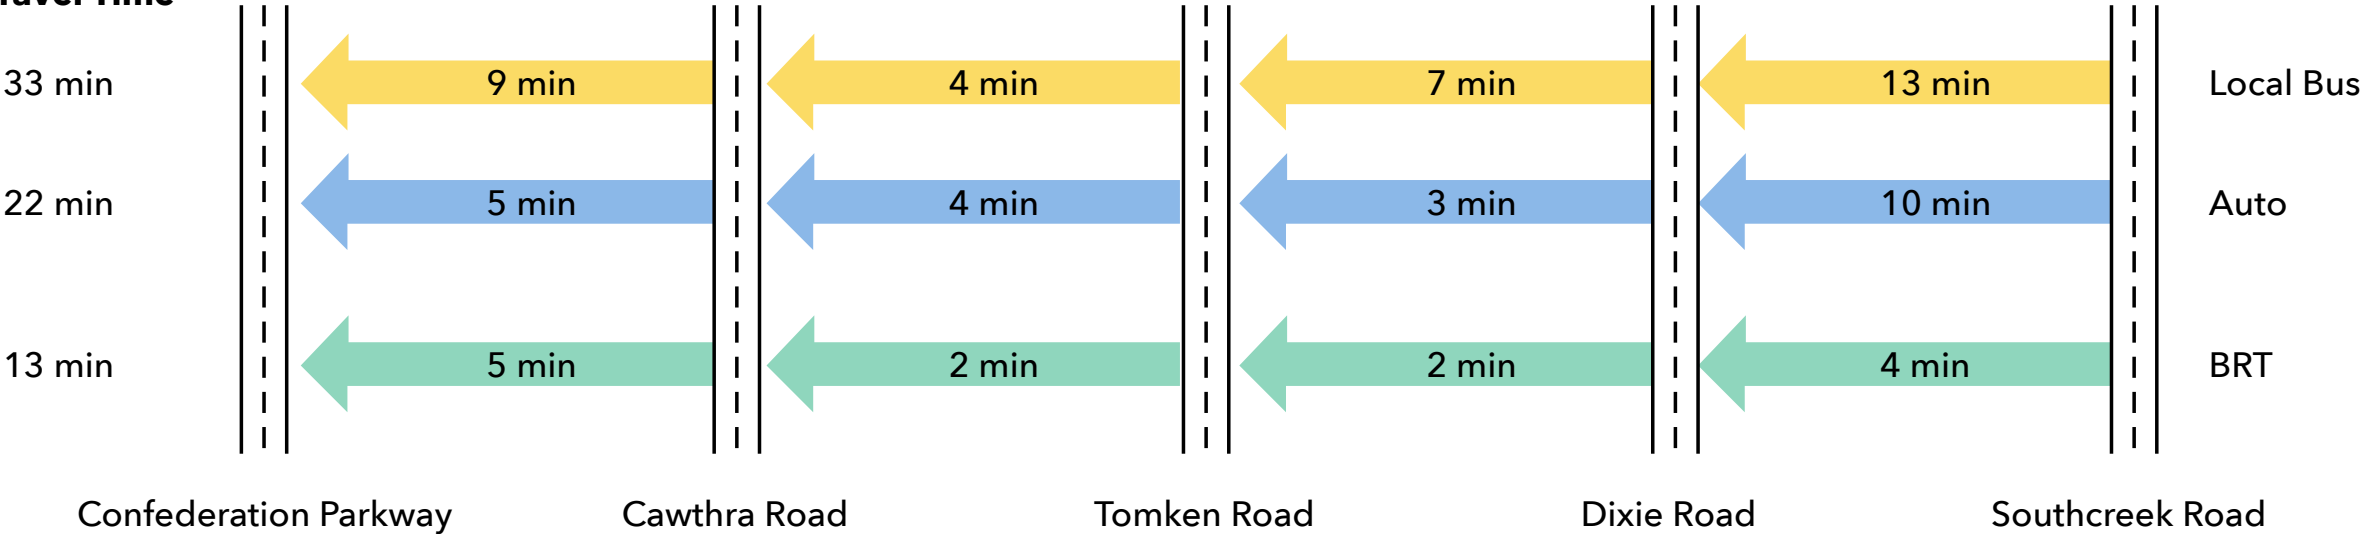 Travel Time
33 min 9 min 4 min 7 min 13 min Local Bus
22 min 5 min 4 min 3 min 10 min Auto
13 min 5 min 2 min 2 min 4 min BRT
Confederation Parkway Cawthra Road Tomken Road Dixie Road Southcreek Road